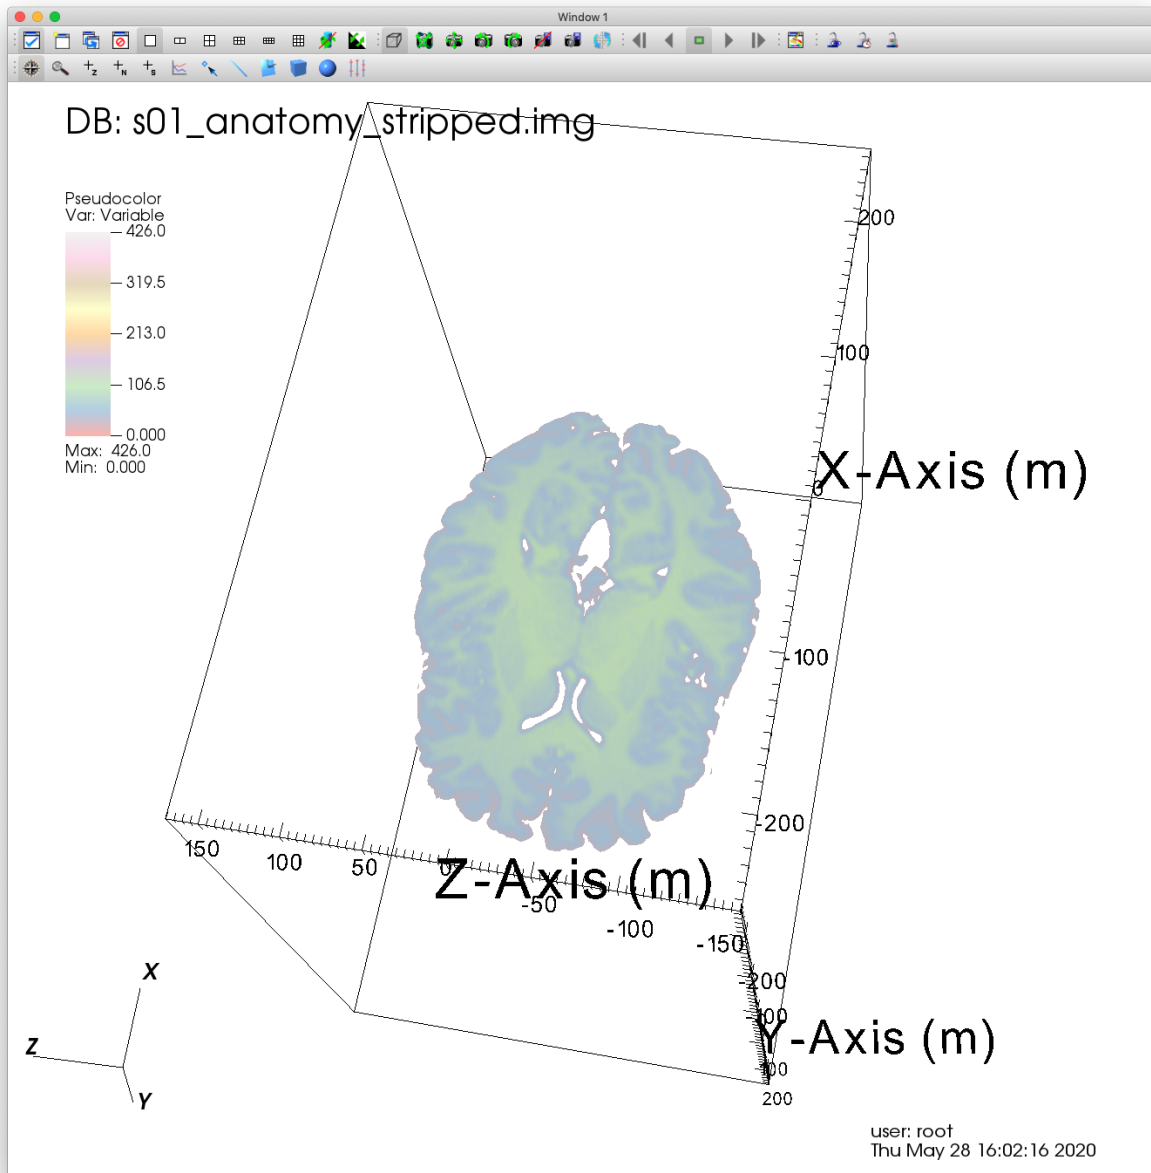 Window 1
DB: s01_anatomy_stripped.img
Pseudocolor
Var: Variable
426.0
319.5
213.0
106.5
0.000
Max: 426.0
Min: 0.000
200
100
0
X-Axis (m)
-100
-200
150
100
50
0
Z-Axis (m)
-50
-100
-150
-200
-100
Y-Axis (m)
100
200
X
Z
Y
user: root
Thu May 28 16:02:16 2020